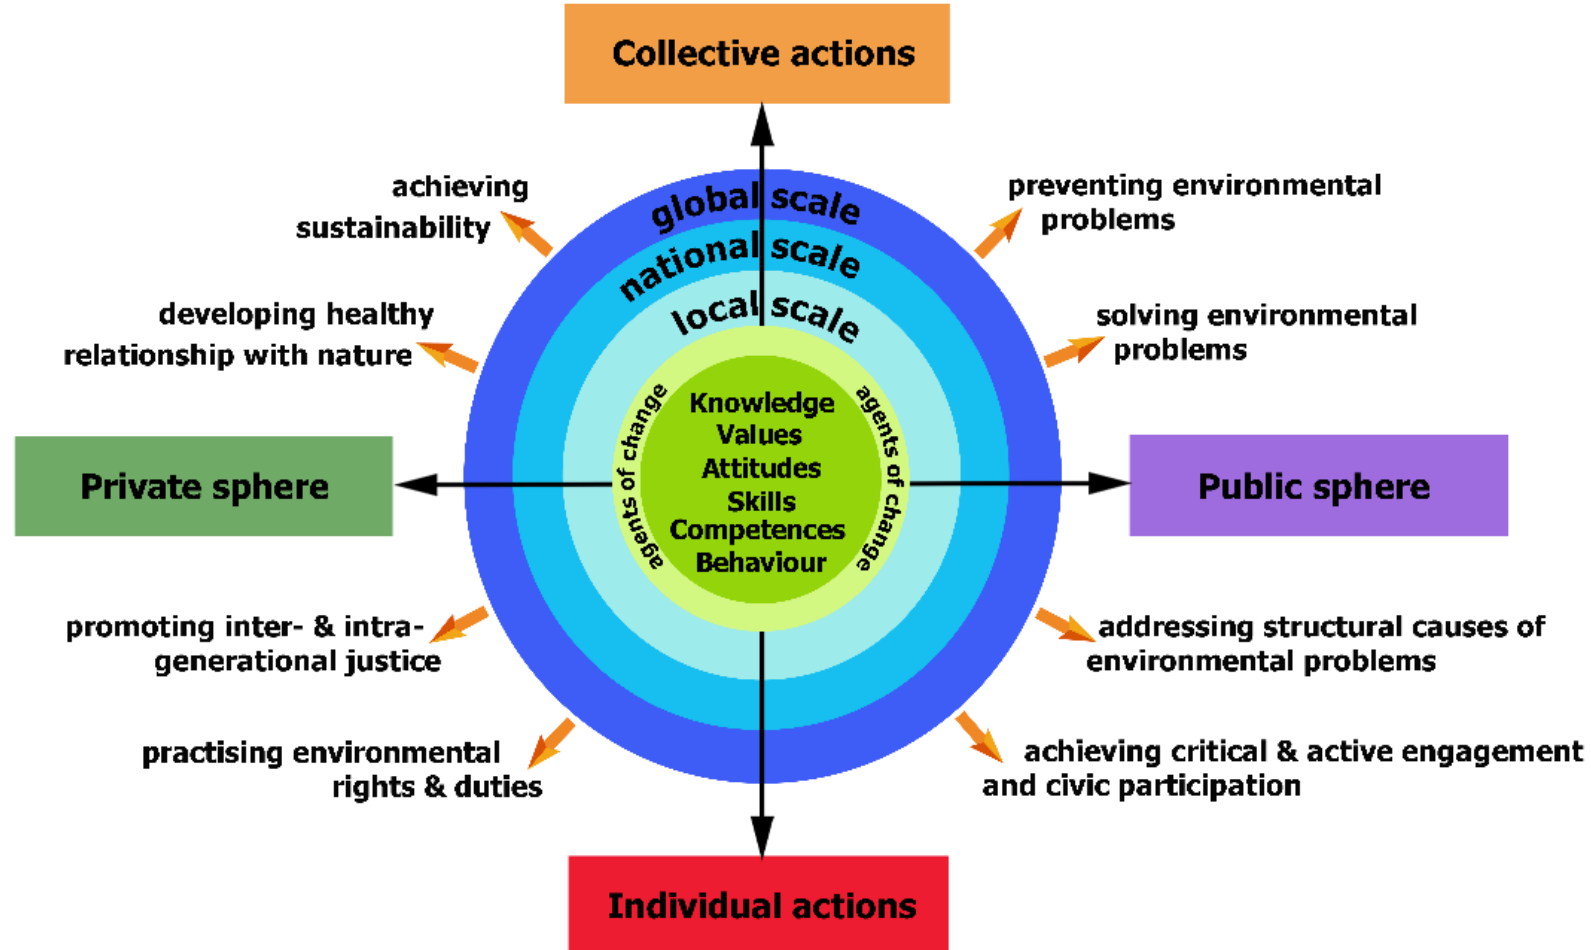 Collective actions
global scale
national scale
local scale
achieving
sustainability
preventing environmental
problems
developing healthy
relationship with nature
solving environmental
problems
agents of change
Knowledge
Values
Attitudes
Skills
Competences
Behaviour
agents of change
Private sphere
Public sphere
promoting inter- & intra-
generational justice
addressing structural causes of
environmental problems
practising environmental
rights & duties
achieving critical & active engagement
and civic participation
Individual actions